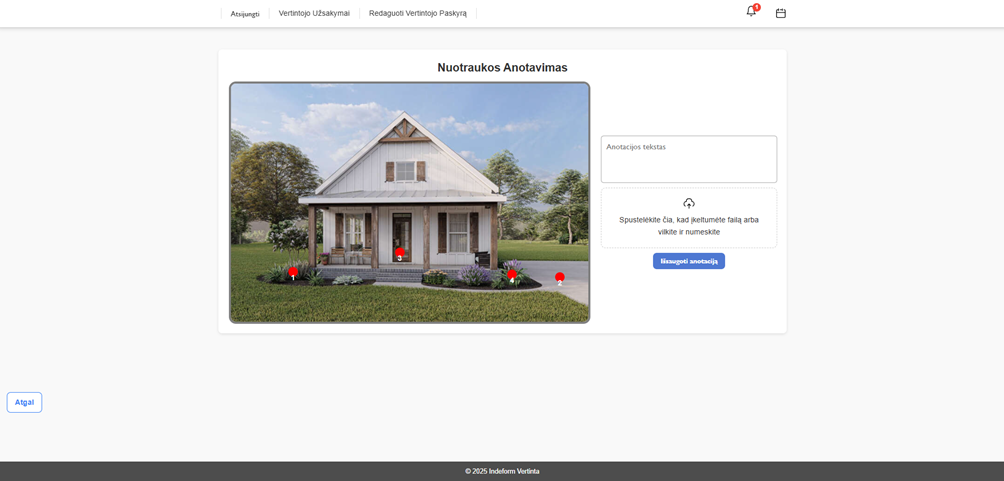 Atsijungti
Vertintojo Užsakymai
Redaguoti Vertintojo Paskyrą
Nuotraukos Anotavimas
Anotacijos tekstas
Spustelėkite čia, kad įkeltumėte failą arba
vilkite ir numeskite
Išsaugoti anotaciją
1
3
4
2
Atgal
© 2025 Indeform Vertinta